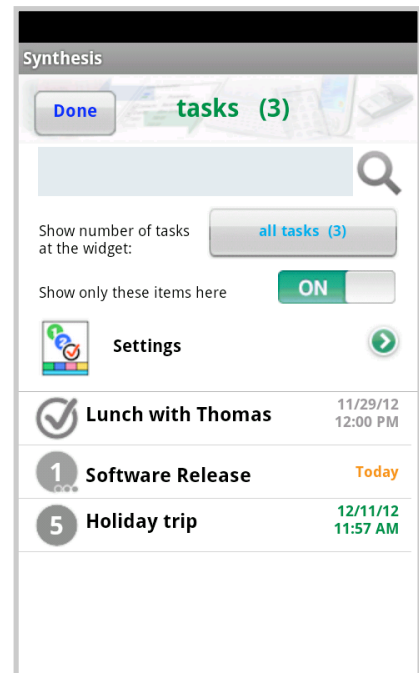 Synthesis
Done
tasks (3)
Show number of tasks
at the widget:
all tasks (3)
Show only these items here
ON
Settings
Lunch with Thomas
11/29/12
12:00 PM
1
Software Release
Today
5
Holiday trip
12/11/12
11:57 AM